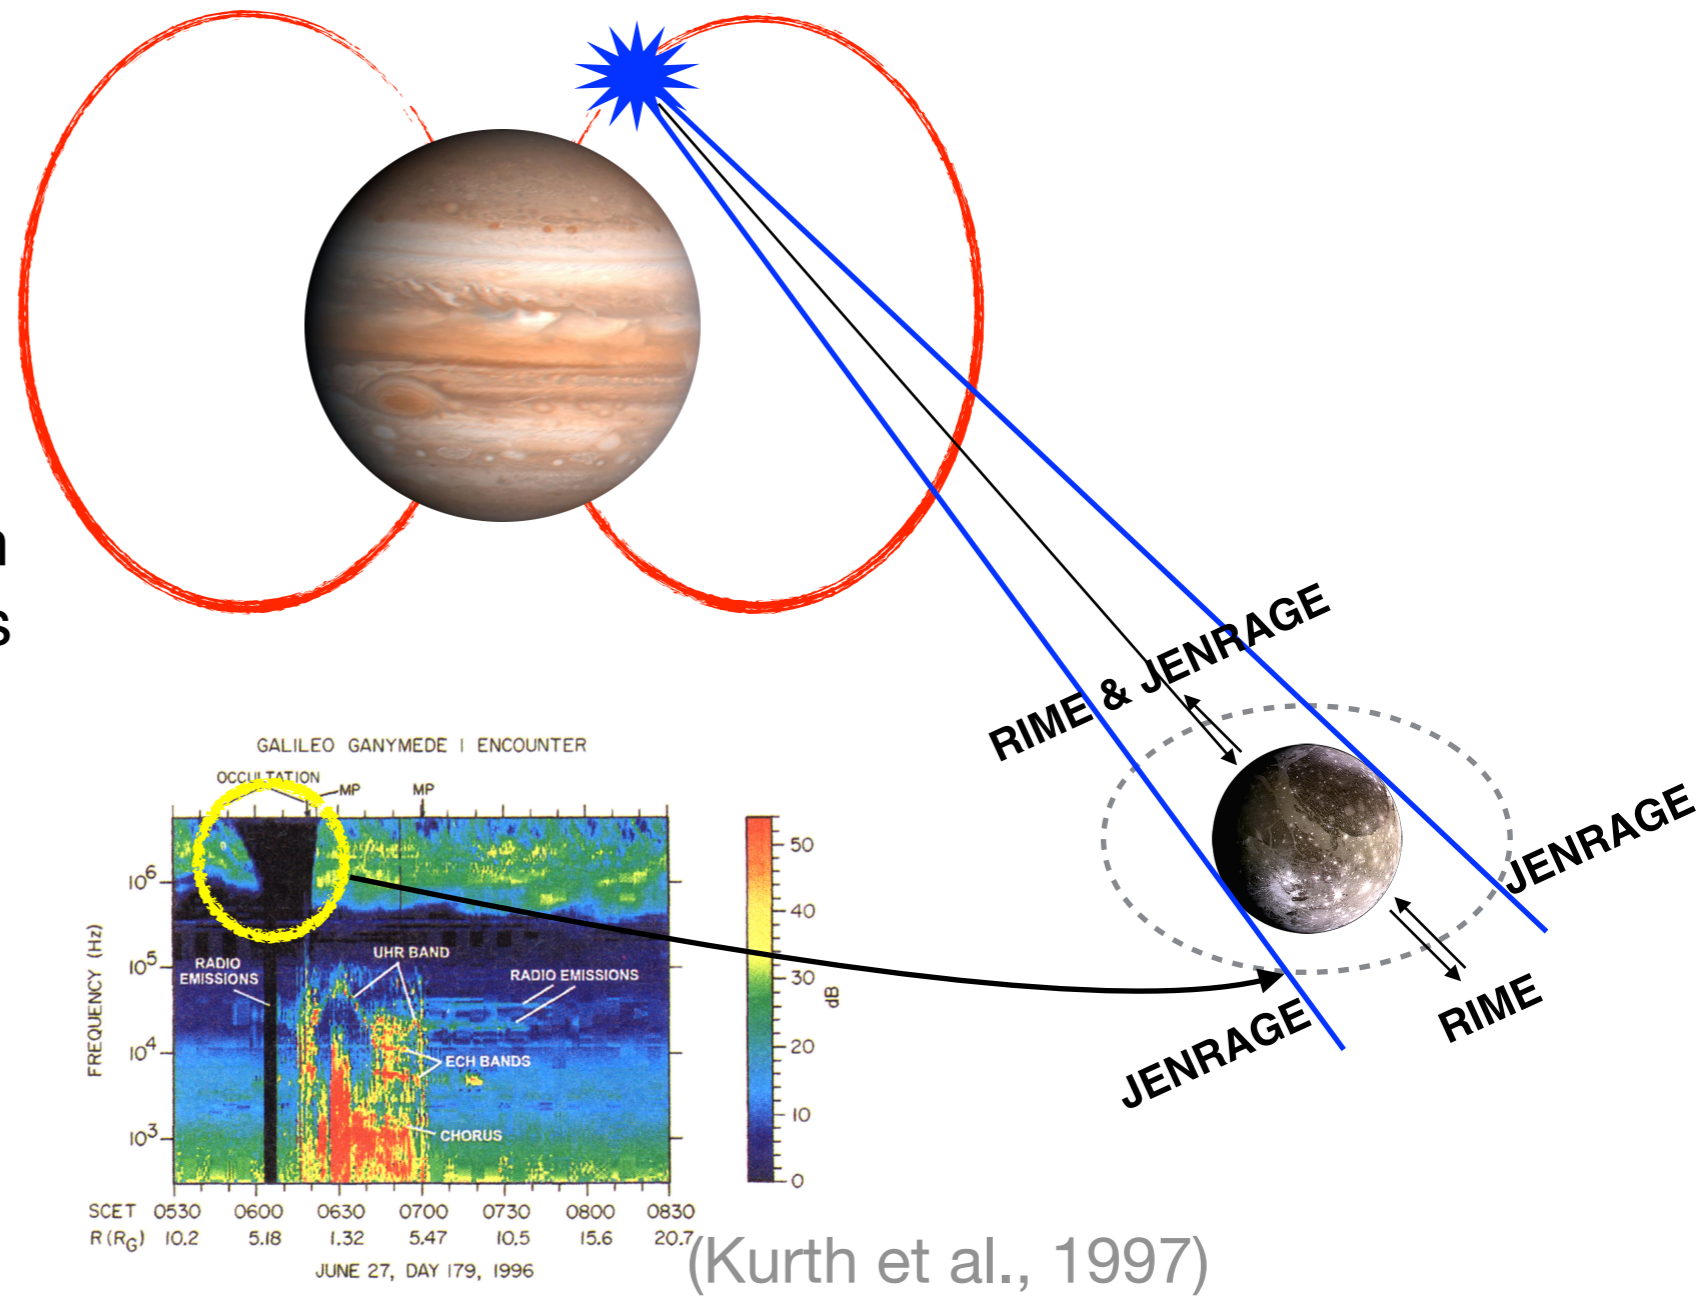 n
s
RIME & JENRAGE
JENRAGE
RIME
JENRAGE
GALILEO GANYMEDE I ENCOUNTER
OCCULTATION
MP
MP
50
40
30
20
10
0
dB
FREQUENCY (Hz)
10⁶
10⁵
10⁴
10³
RADIO
EMISSIONS
UHR BAND
RADIO EMISSIONS
ECH BANDS
CHORUS
SCET 0530 0600 0630 0700 0730 0800 0830
R (RG) 10.2 5.18 1.32 5.47 10.5 15.6 20.7
JUNE 27, DAY 179, 1996
(Kurth et al., 1997)